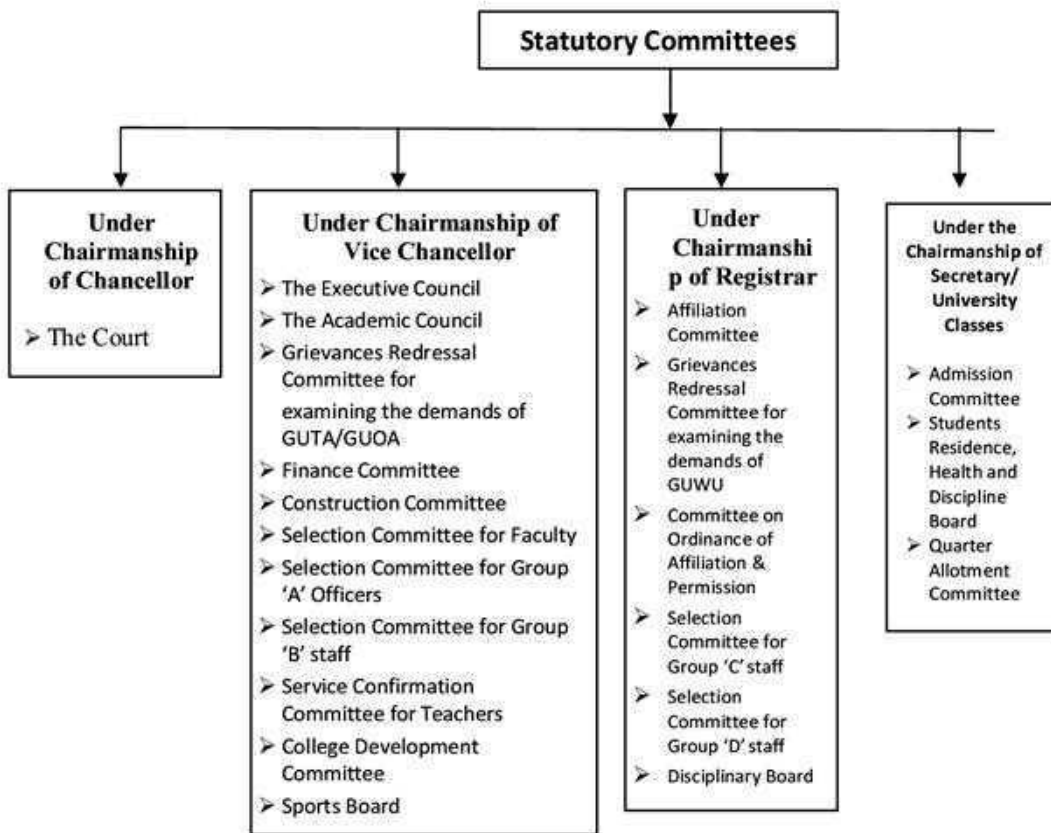 Statutory Committees
Under
Chairmanship
of Chancellor
➢ The Court
Under Chairmanship of
Vice Chancellor
➢ The Executive Council
➢ The Academic Council
➢ Grievances Redressal
Committee for
examining the demands of
GUTA/GUOA
➢ Finance Committee
➢ Construction Committee
➢ Selection Committee for Faculty
➢ Selection Committee for Group
‘A’ Officers
➢ Selection Committee for Group
‘B’ staff
➢ Service Confirmation
Committee for Teachers
➢ College Development
Committee
➢ Sports Board
Under
Chairmanshi
p of Registrar
➢ Affiliation
Committee
➢ Grievances
Redressal
Committee for
examining the
demands of
GUWU
➢ Committee on
Ordinance of
Affiliation &
Permission
➢ Selection
Committee for
Group ‘C’ staff
➢ Selection
Committee for
Group ‘D’ staff
➢ Disciplinary Board
Under the
Chairmanship of
Secretary/
University
Classes
➢ Admission
Committee
➢ Students
Residence,
Health and
Discipline
Board
➢ Quarter
Allotment
Committee